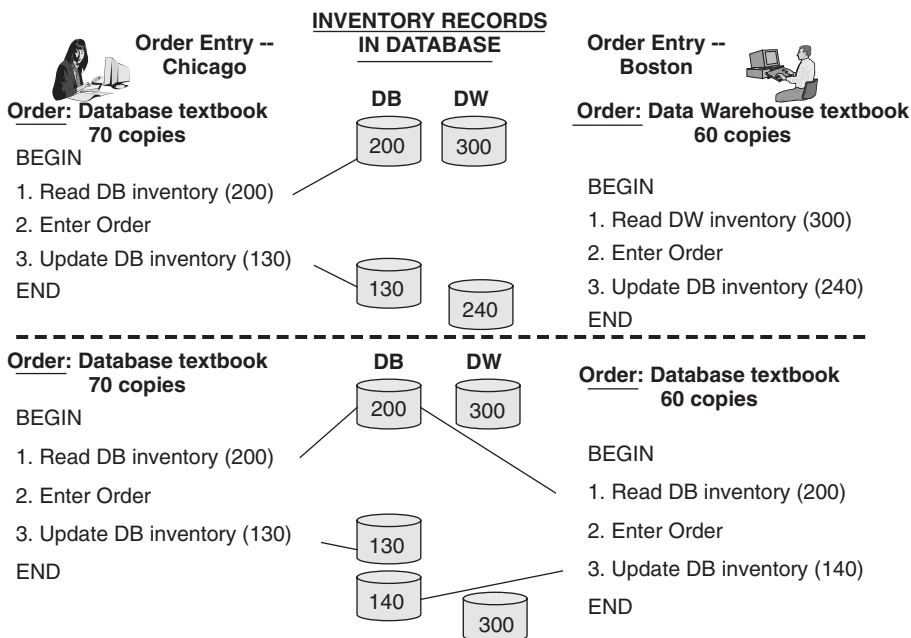 INVENTORY RECORDS
IN DATABASE
Order Entry --
Chicago
Order Entry --
Boston
Order: Database textbook
70 copies
BEGIN
1. Read DB inventory (200)
2. Enter Order
3. Update DB inventory (130)
END
DB DW
200 300
130
240
Order: Data Warehouse textbook
60 copies
BEGIN
1. Read DW inventory (300)
2. Enter Order
3. Update DB inventory (240)
END
Order: Database textbook
70 copies
BEGIN
1. Read DB inventory (200)
2. Enter Order
3. Update DB inventory (130)
END
DB DW
200 300
130
140
300
Order: Database textbook
60 copies
BEGIN
1. Read DB inventory (200)
2. Enter Order
3. Update DB inventory (140)
END